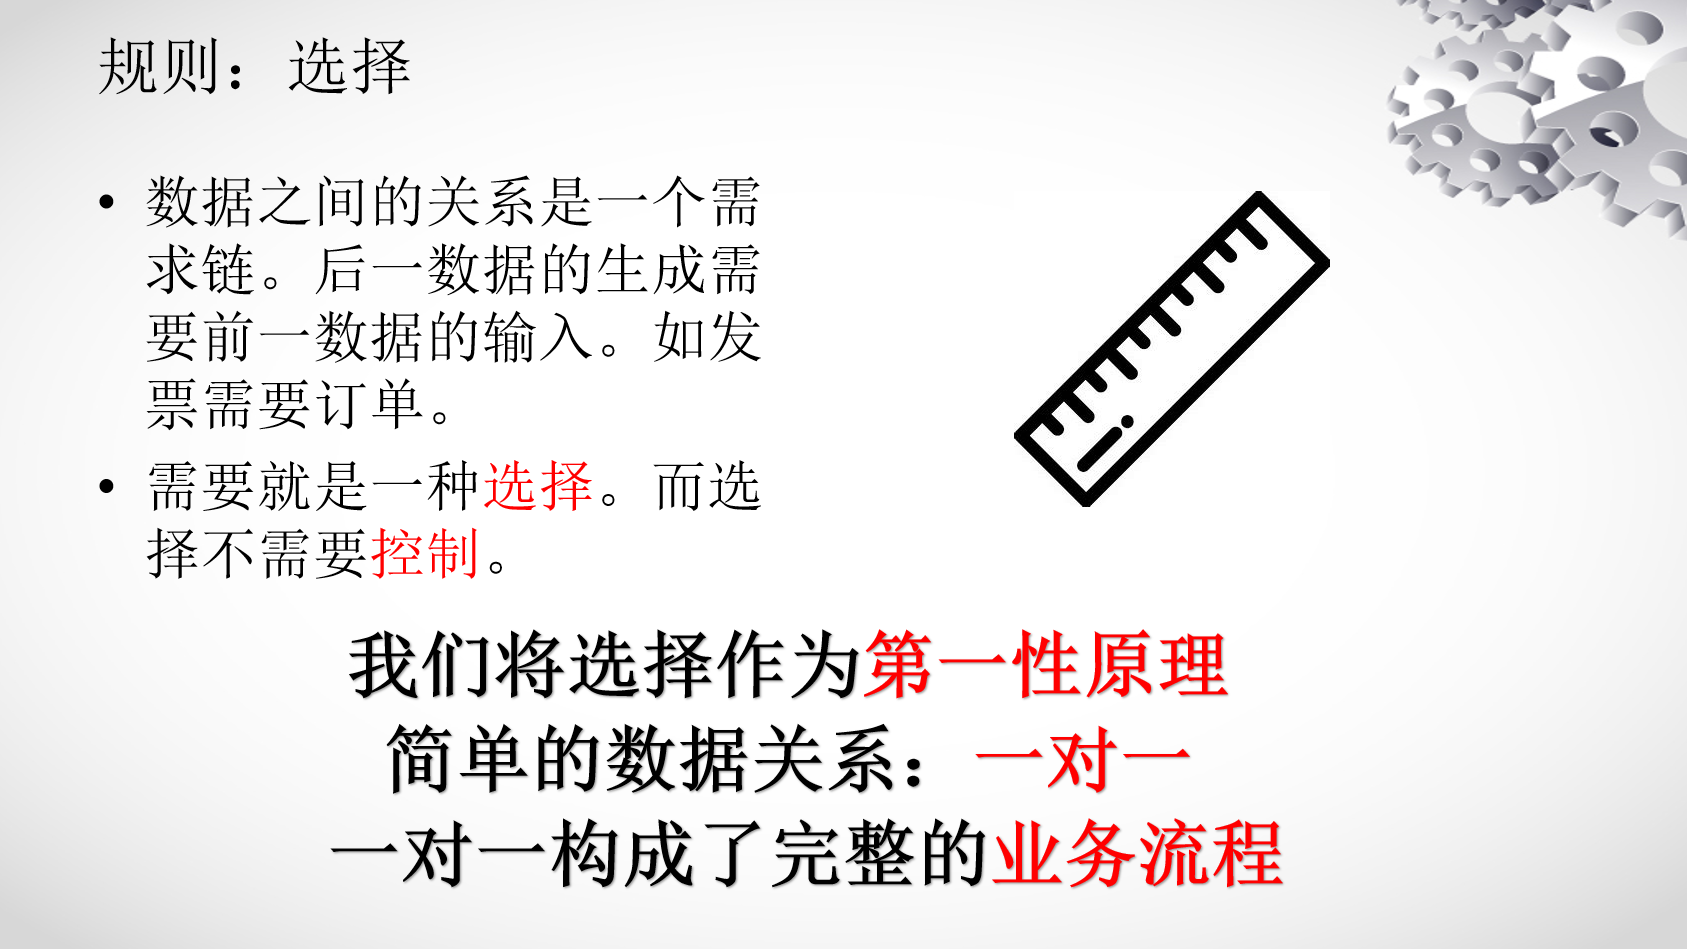 规则：选择
• 数据之间的关系是一个需
求链。后一数据的生成需
要前一数据的输入。如发
票需要订单。
• 需要就是一种选择。而选
择不需要控制。
我们将选择作为第一性原理
简单的数据关系：一对一
一对一构成了完整的业务流程